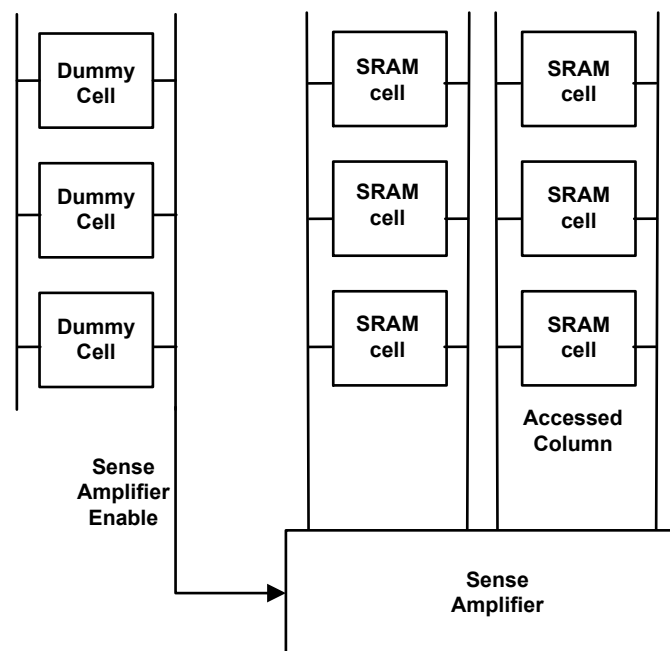 Dummy
Cell
SRAM
cell
SRAM
cell
Dummy
Cell
SRAM
cell
SRAM
cell
Dummy
Cell
SRAM
cell
SRAM
cell
Accessed
Column
Sense
Amplifier
Enable
Sense
Amplifier